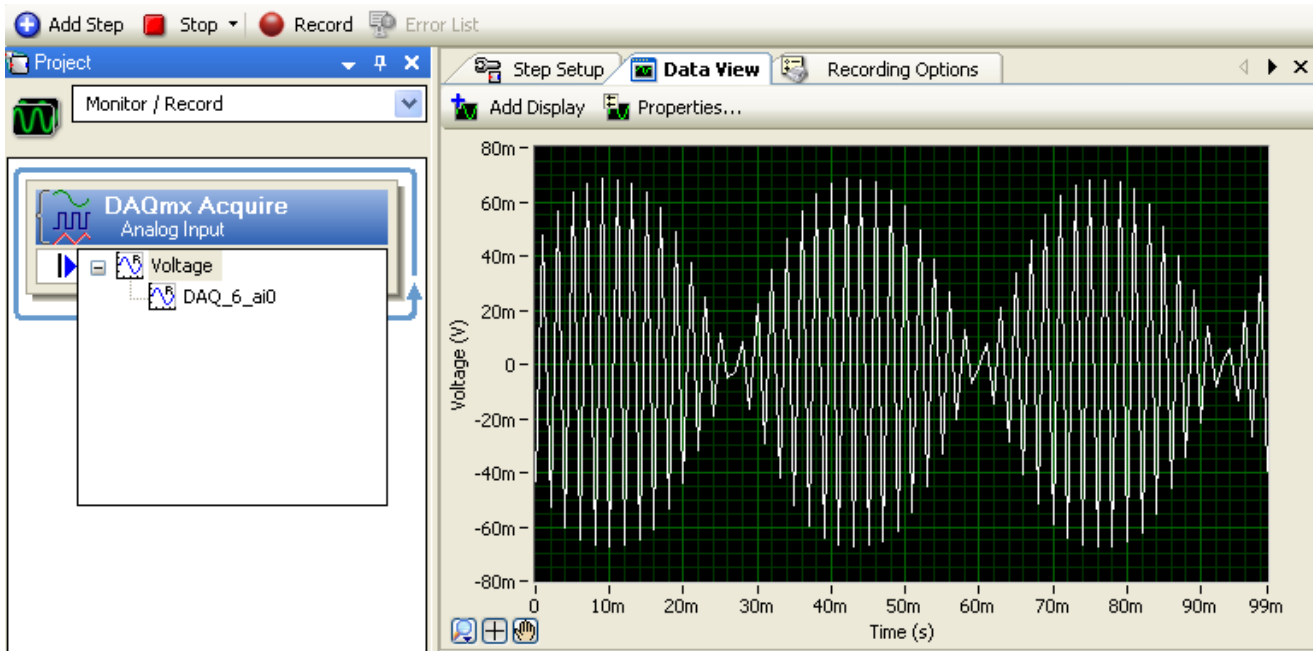 Add Step Stop Record Error List
Project
Monitor / Record
DAQmx Acquire
Analog Input
Voltage
DAQ_6_ai0
Step Setup Data View Recording Options
Add Display Properties...
80m
60m
40m
20m
0
-20m
-40m
-60m
-80m
Voltage (V)
0 10m 20m 30m 40m 50m 60m 70m 80m 90m 99m
Time (s)